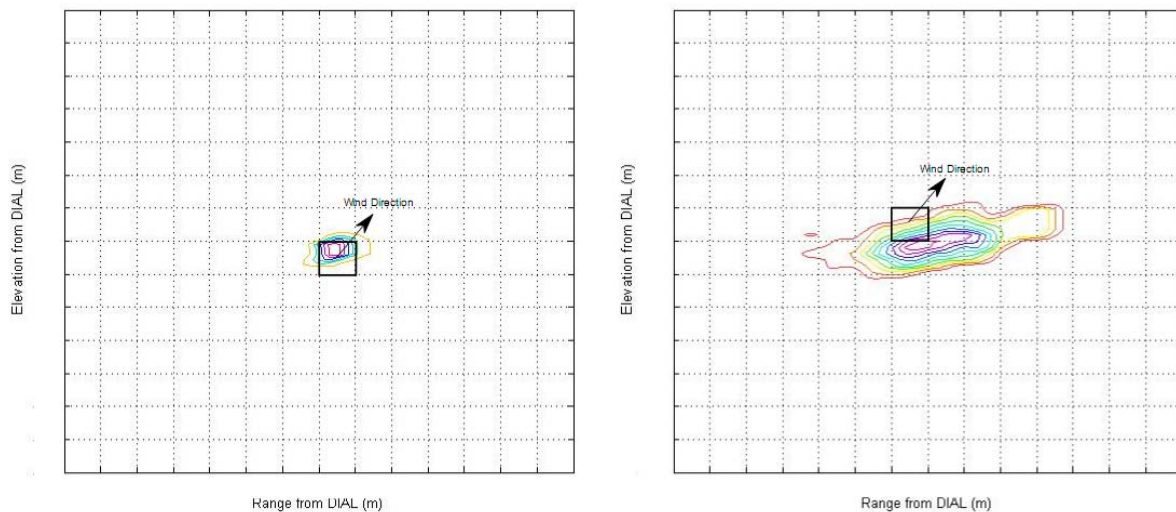 Wind Direction
Elevation from DIAL (m)
Range from DIAL (m)
Wind Direction
Elevation from DIAL (m)
Range from DIAL (m)